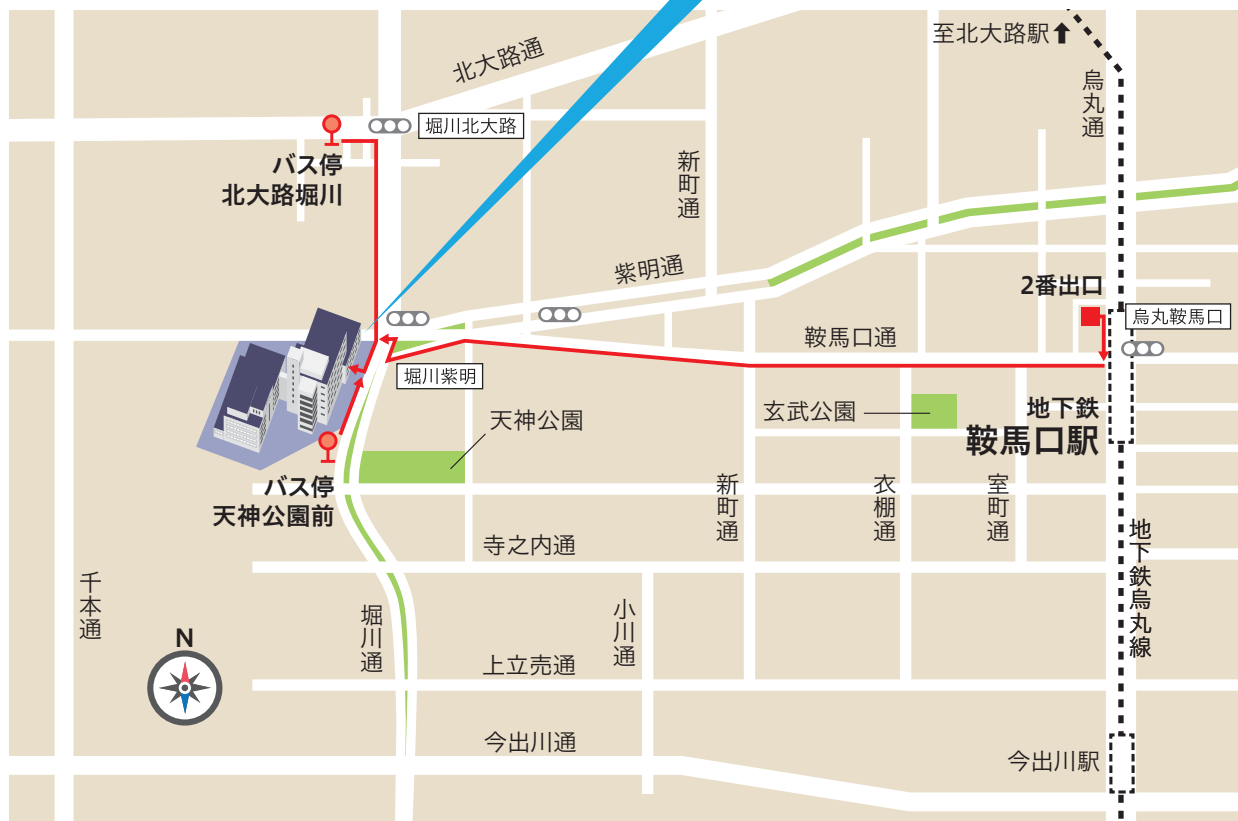 至北大路駅
北大路通
烏丸通
堀川北大路
バス停
北大路堀川
新町通
紫明通
2番出口
烏丸鞍馬口
鞍馬口通
堀川紫明
地下鉄
鞍馬口駅
玄武公園
天神公園
バス停
天神公園前
新町通
衣棚通
室町通
寺之内通
地下鉄烏丸線
千本通
堀川通
小川通
N
上立売通
今出川通
今出川駅